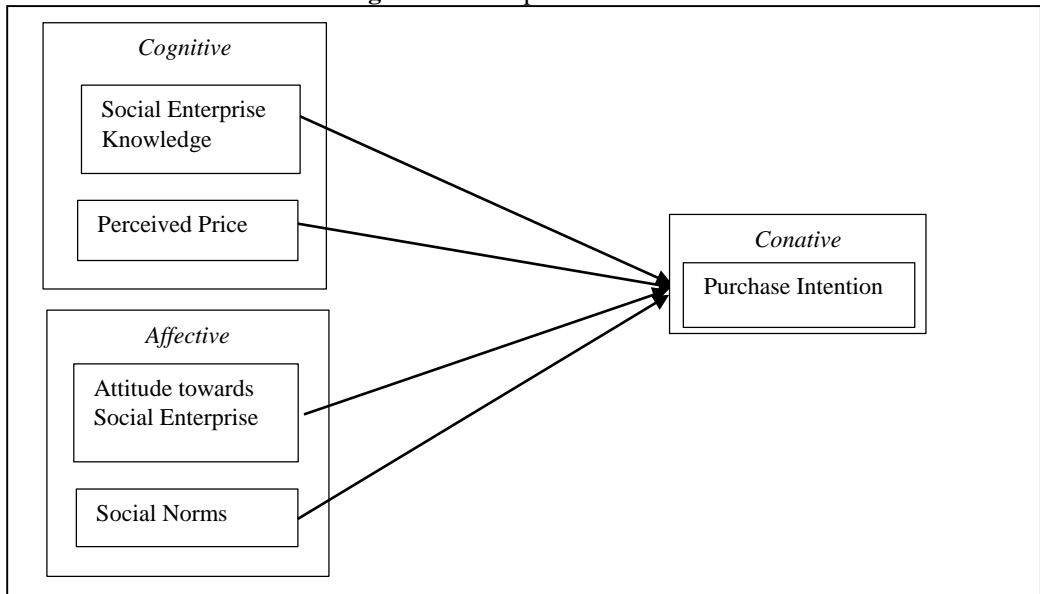 Cognitive
Social Enterprise
Knowledge
Perceived Price
Affective
Attitude towards
Social Enterprise
Social Norms
Conative
Purchase Intention